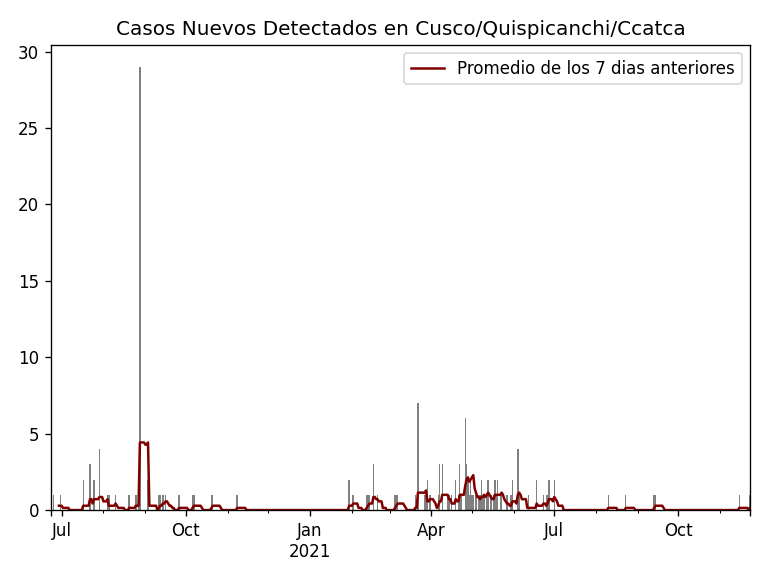 Casos Nuevos Detectados en Cusco/Quispicanchi/Ccatca
Promedio de los 7 dias anteriores
30
25
20
15
10
5
0
Jul
Oct
Jan
2021
Apr
Jul
Oct